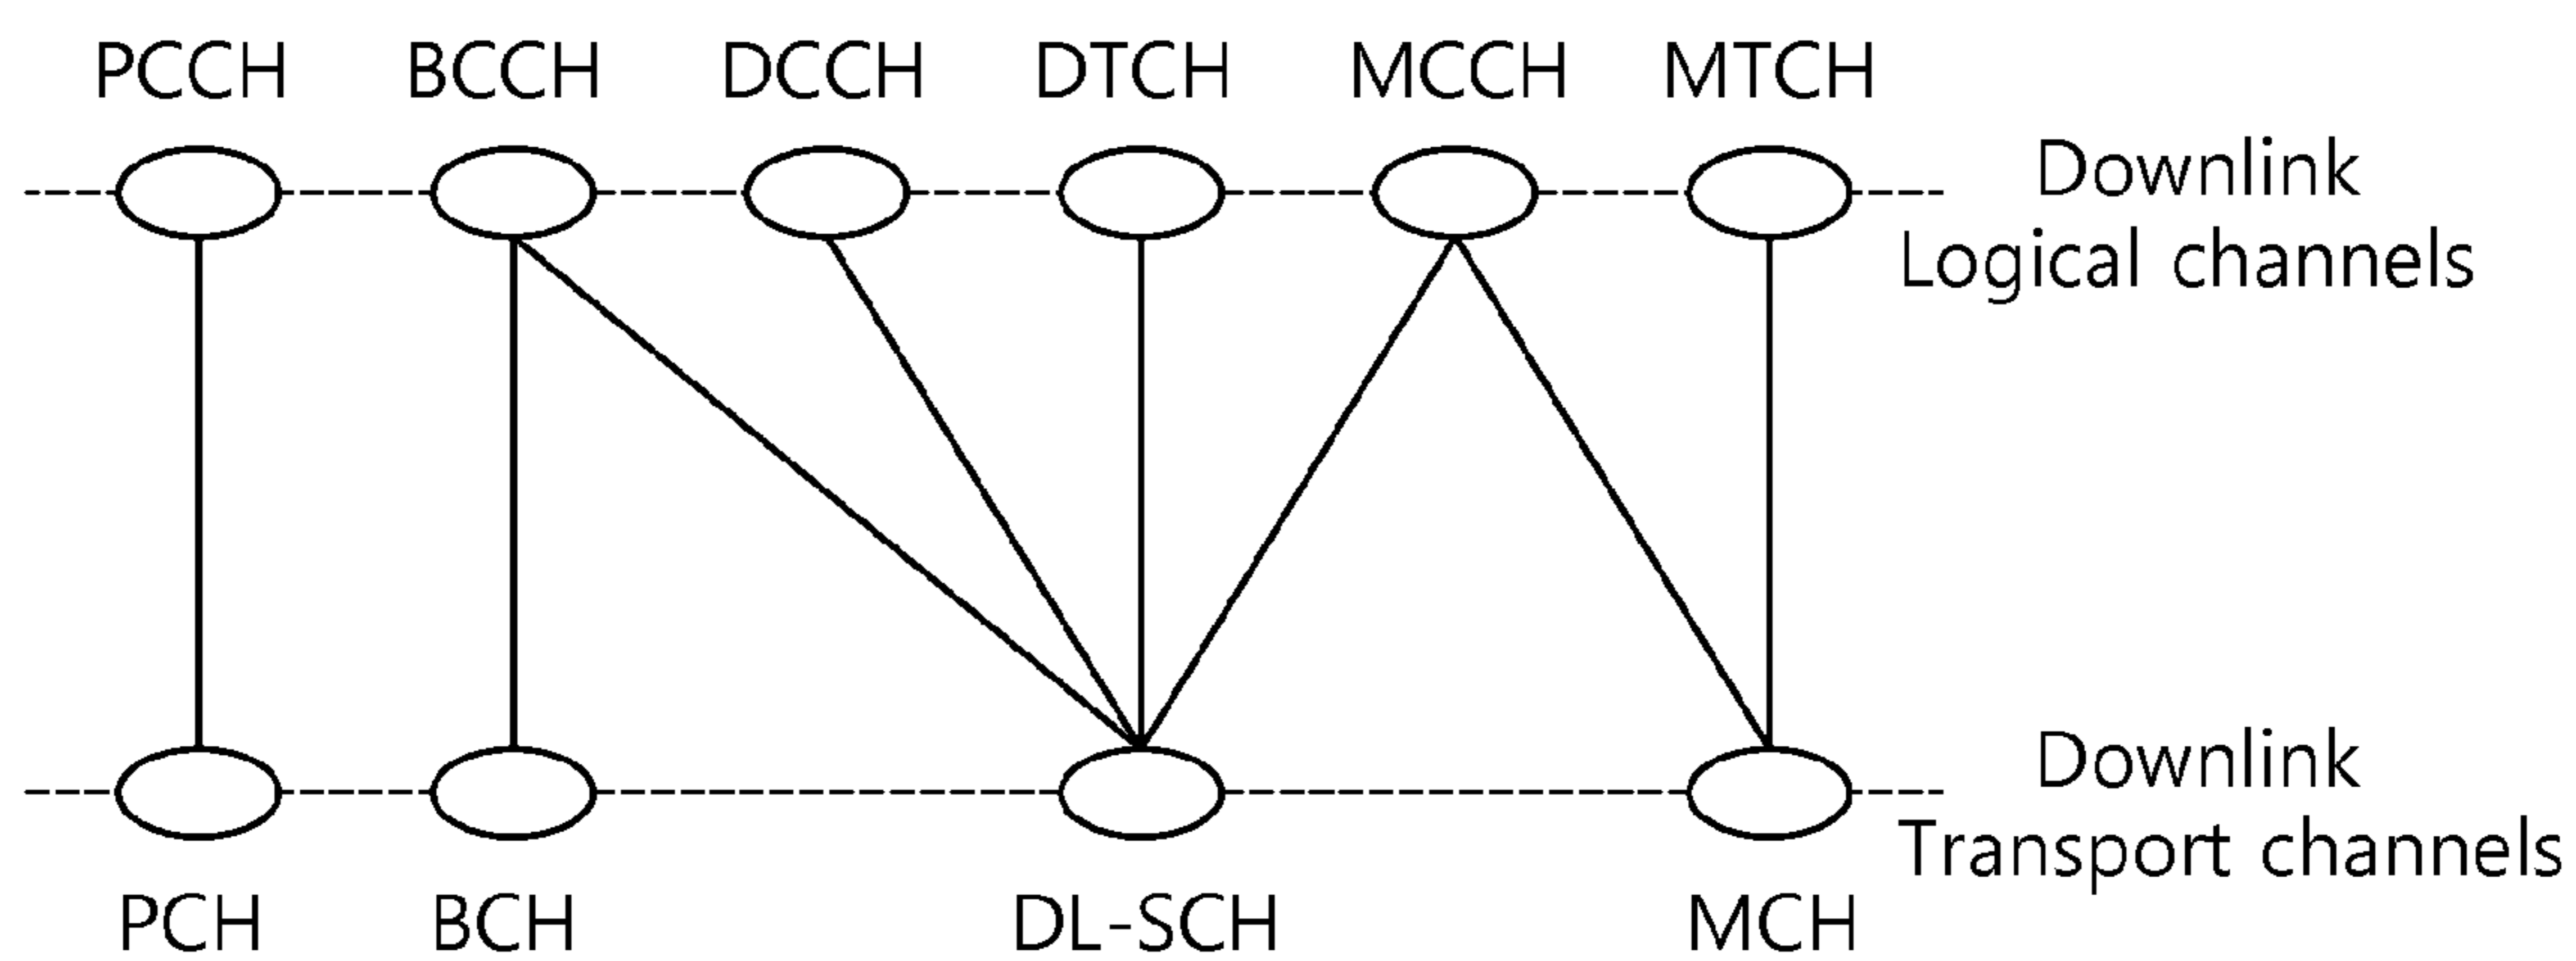 PCCH BCCH DCCH DTCH MCCH MTCH
Downlink
Logical channels
Downlink
Transport channels
PCH BCH DL-SCH MCH